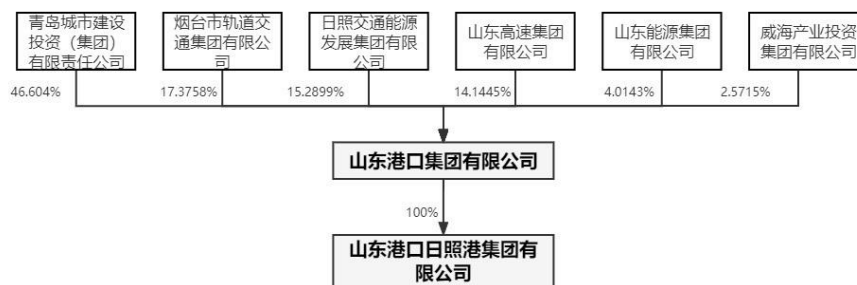 青岛城市建设
投资（集团）
有限责任公司
烟台市轨道交
通集团有限公
司
日照交通能源
发展集团有限
公司
山东高速集团
有限公司
山东能源集团
有限公司
威海产业投资
集团有限公司
46.604%
17.3758%
15.2899%
14.1445%
4.0143%
2.5715%
山东港口集团有限公司
100%
山东港口日照港集团有
限公司